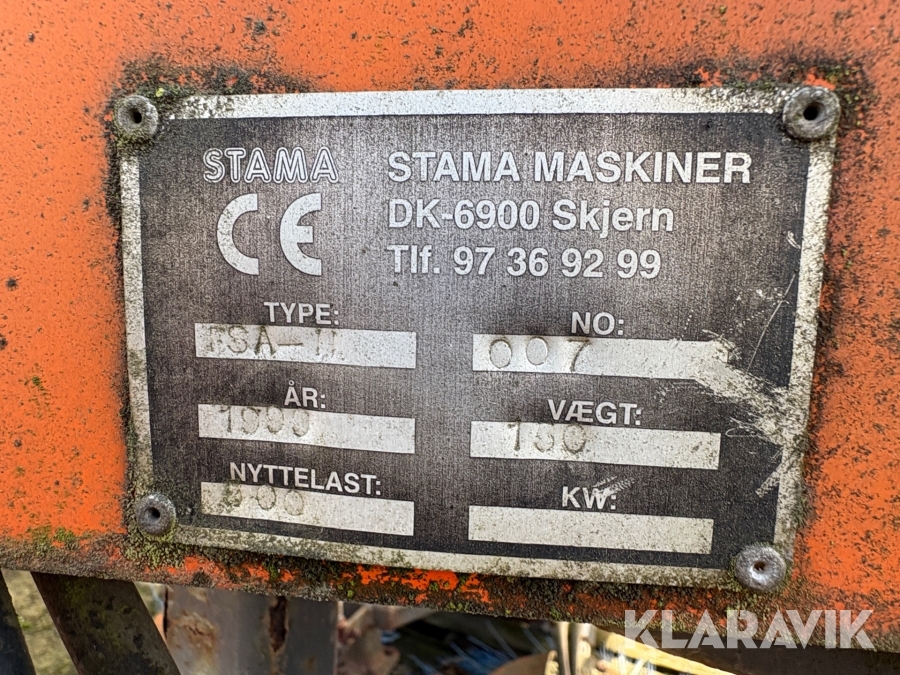 STAMA
CE
STAMA MASKINER
DK-6900 Skjern
Tlf. 97 36 92 99
TYPE:
NO:
007
ÅR:
VÆGT:
NYTTELAST:
KW:
KLARAVIK